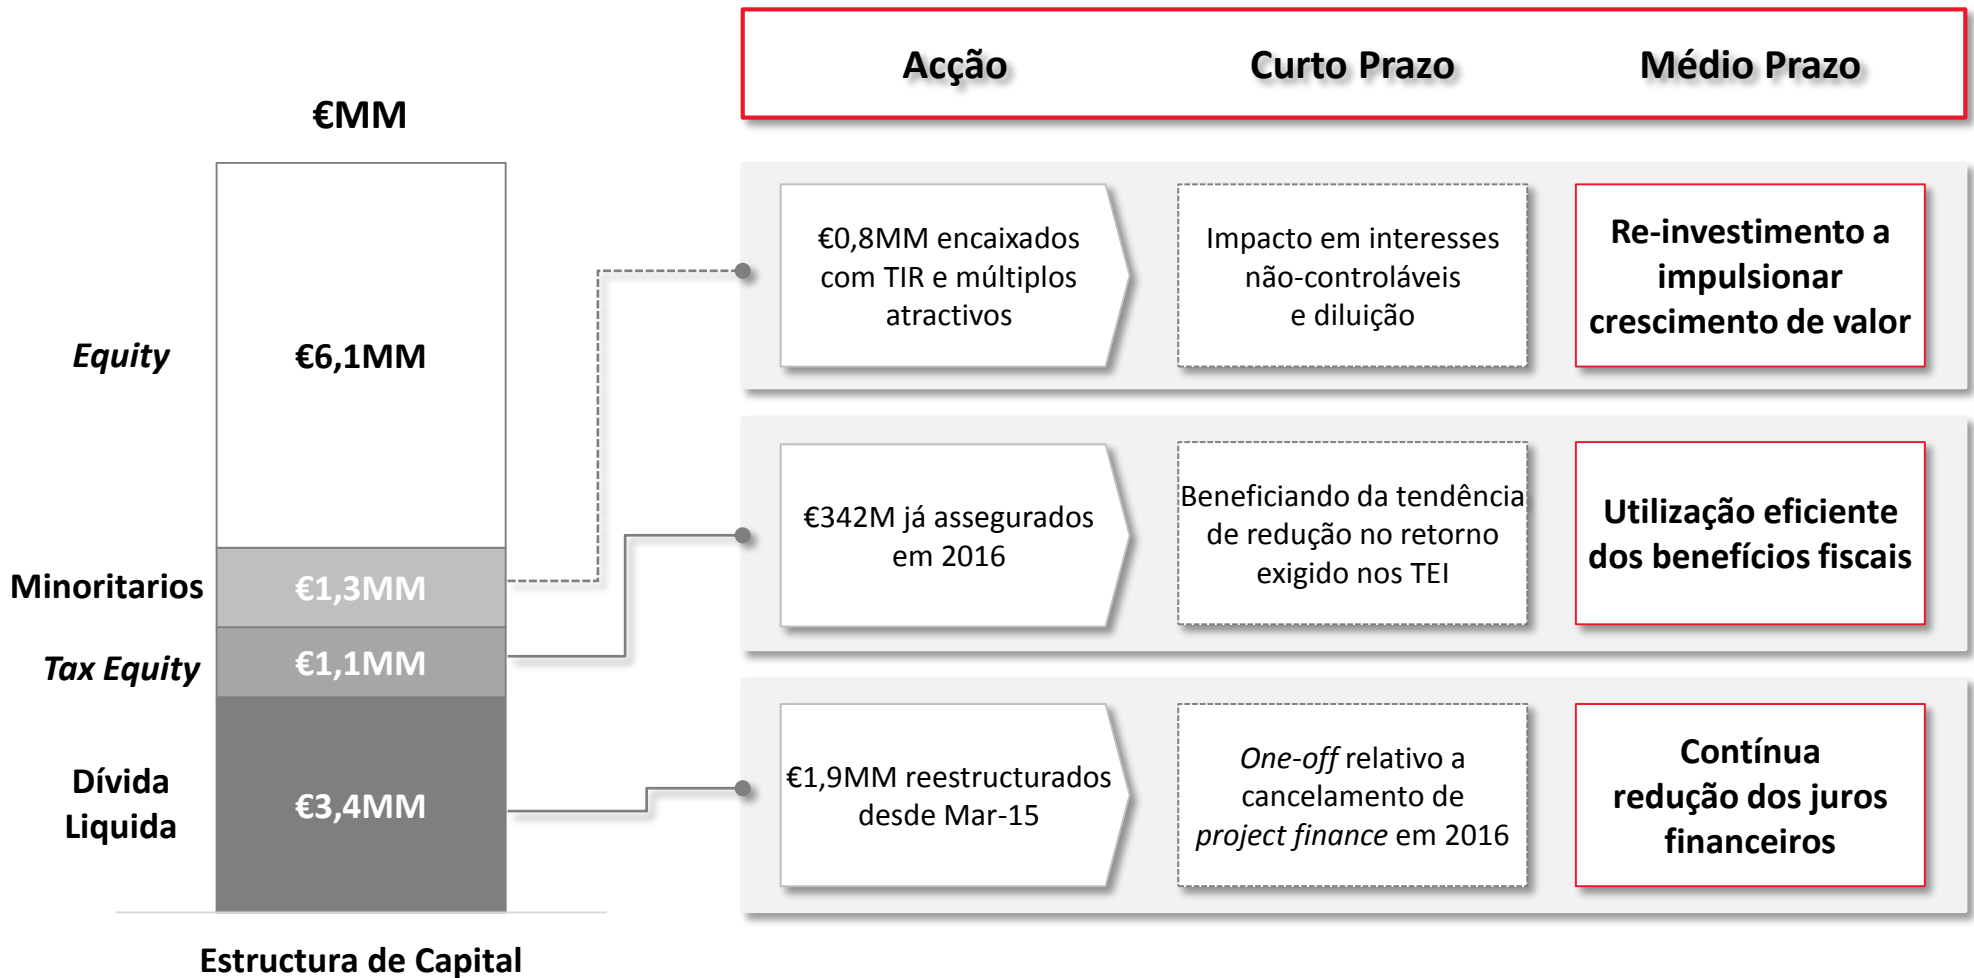 Acção
Curto Prazo
Médio Prazo
€MM
Equity
€6,1MM
Minoritarios
€1,3MM
Tax Equity
€1,1MM
Dívida
Liquida
€3,4MM
Estructura de Capital
€0,8MM encaixados
com TIR e múltiplos
atractivos
Impacto em interesses
não-controláveis
e diluição
Re-investimento a
impulsionar
crescimento de valor
€342M já assegurados
em 2016
Beneficiando da tendência
de redução no retorno
exigido nos TEI
Utilização eficiente
dos benefícios fiscais
€1,9MM reestructurados
desde Mar-15
One-off relativo a
cancelamento de
project finance em 2016
Contínua
redução dos juros
financeiros